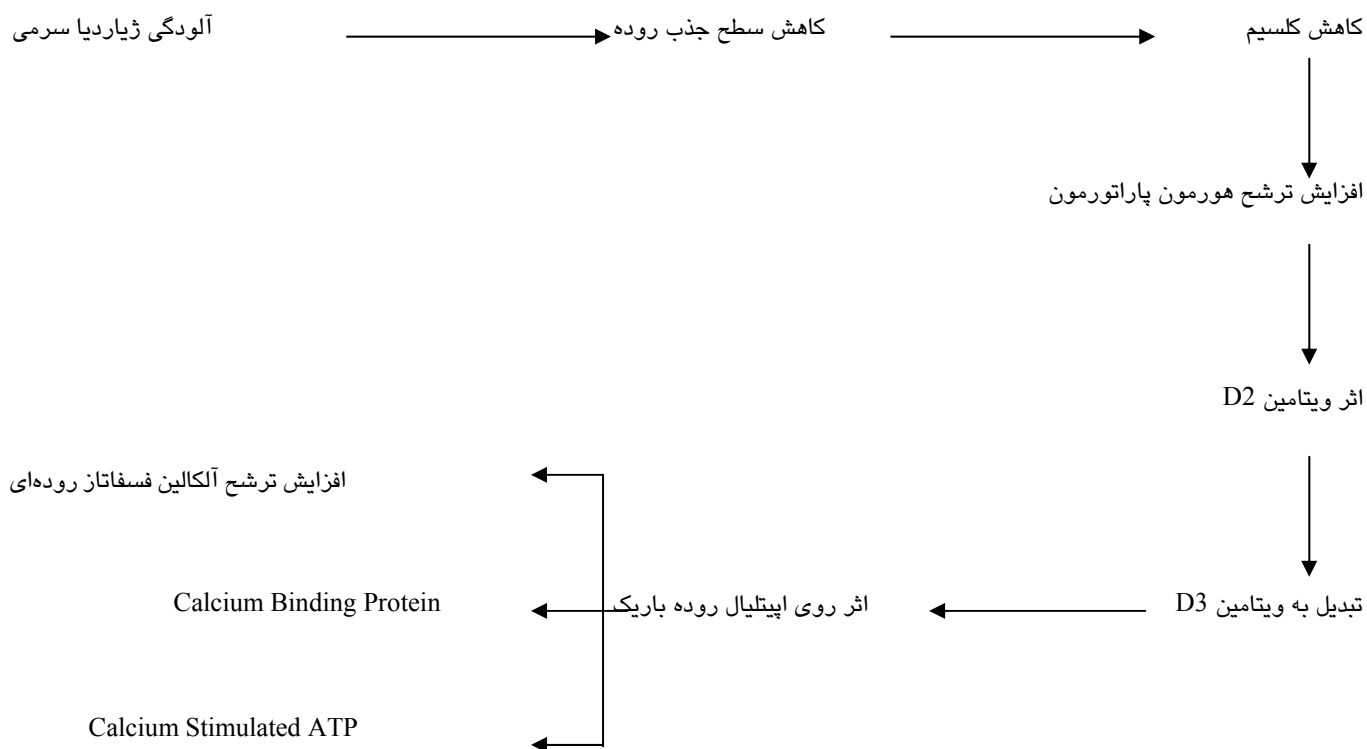 آلودگی ژیاردیا سرمی
کاهش سطح جذب روده
کاهش کلسیم
افزایش ترشح هورمون پاراتورمون
اثر ویتامین D2
تبدیل به ویتامین D3
اثر روی اپیتلیال روده باریک
افزایش ترشح آلکالین فسفاتاز روده‌ای
Calcium Binding Protein
Calcium Stimulated ATP